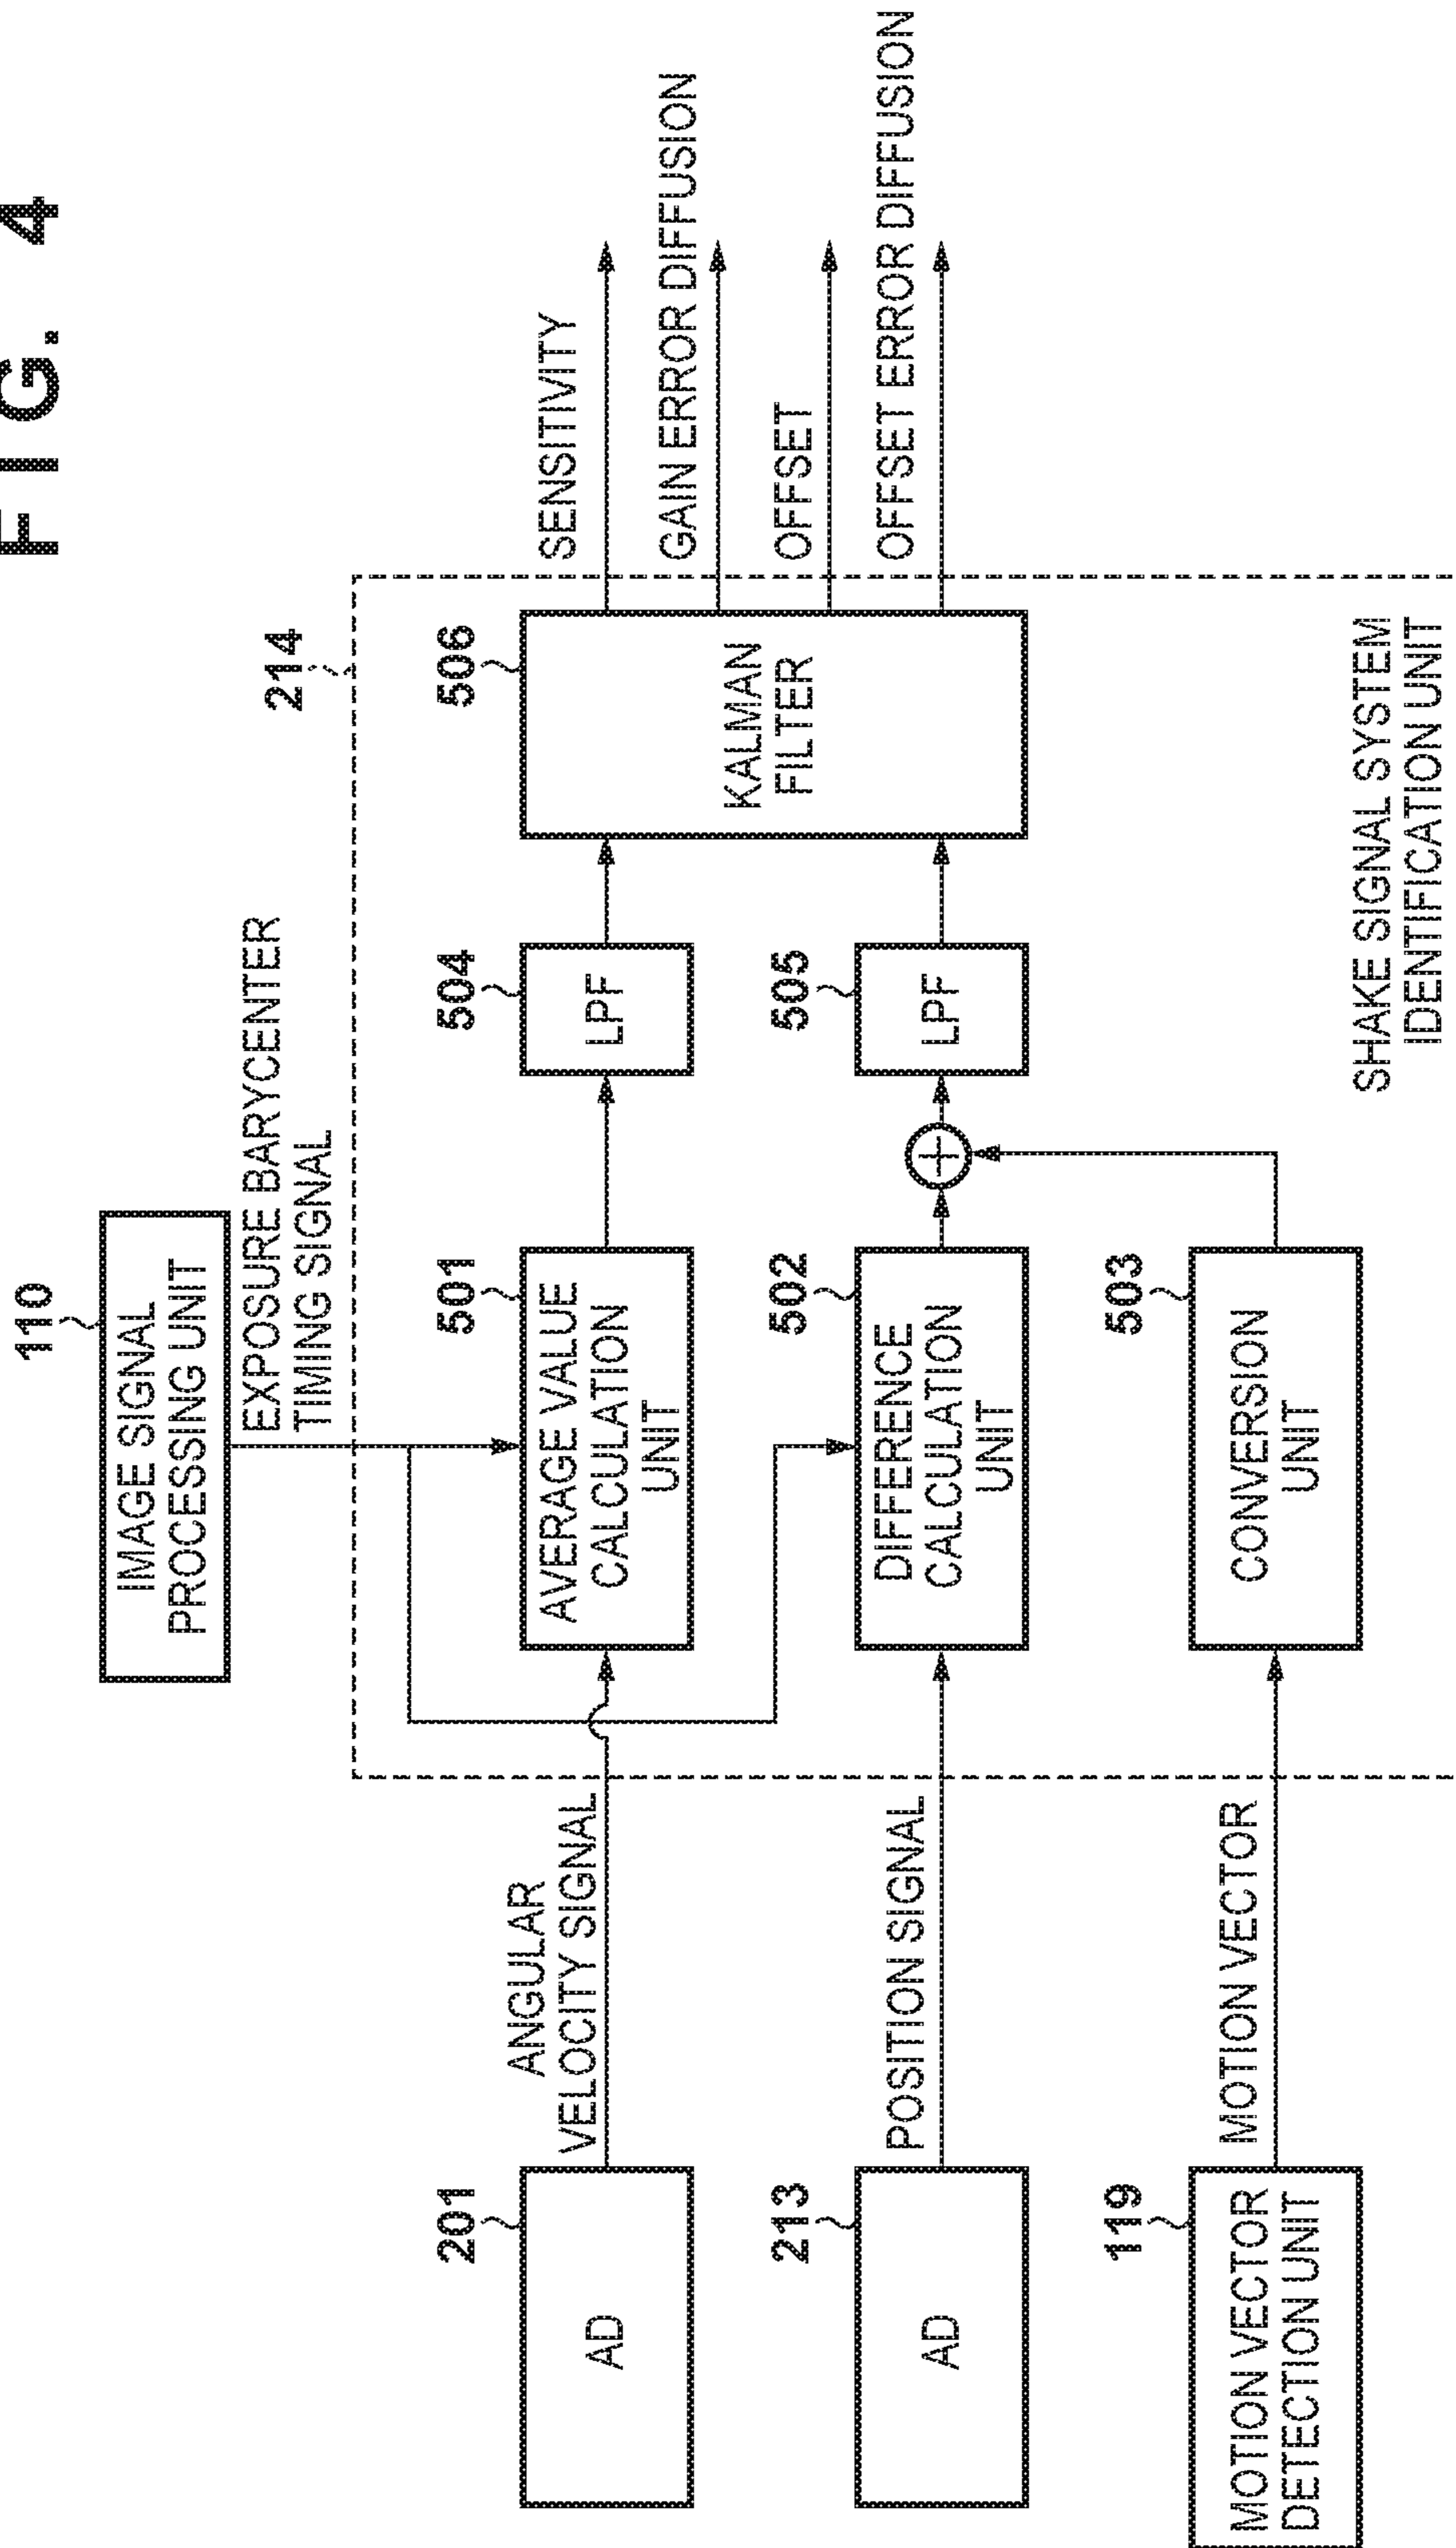 FIG. 4
110
IMAGE SIGNAL
PROCESSING UNIT
EXPOSURE BARYCENTER
TIMING SIGNAL
214
201
AD
ANGULAR
VELOCITY SIGNAL
501
AVERAGE VALUE
CALCULATION
UNIT
504
LPF
506
KALMAN
FILTER
SENSITIVITY
GAIN ERROR DIFFUSION
OFFSET
OFFSET ERROR DIFFUSION
213
AD
POSITION SIGNAL
502
DIFFERENCE
CALCULATION
UNIT
+
505
LPF
119
MOTION VECTOR
DETECTION UNIT
MOTION VECTOR
503
CONVERSION
UNIT
SHAKE SIGNAL SYSTEM
IDENTIFICATION UNIT